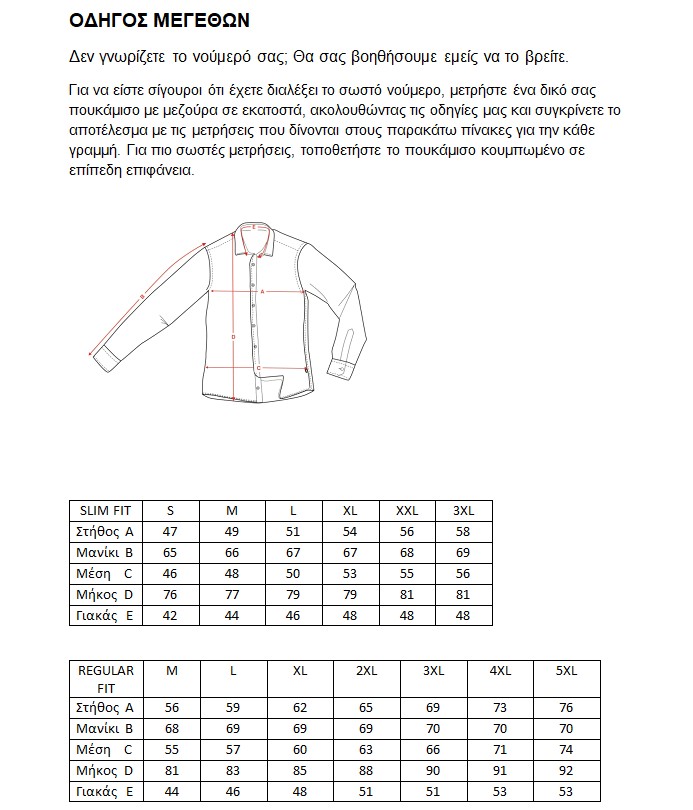 ΟΔΗΓΟΣ ΜΕΓΕΘΩΝ
Δεν γνωρίζετε το νούμερό σας; Θα σας βοηθήσουμε εμείς να το βρείτε.
Για να είστε σίγουροι ότι έχετε διαλέξει το σωστό νούμερο, μετρήστε ένα δικό σας
πουκάμισο με μεζούρα σε εκατοστά, ακολουθώντας τις οδηγίες μας και συγκρίνετε το
αποτέλεσμα με τις μετρήσεις που δίνονται στους παρακάτω πίνακες για την κάθε
γραμμή. Για πιο σωστές μετρήσεις, τοποθετήστε το πουκάμισο κουμπωμένο σε
επίπεδη επιφάνεια.
E
B
A
D
C
SLIM FIT S M L XL XXL 3XL
Στήθος A 47 49 51 54 56 58
Μανίκι B 65 66 67 67 68 69
Μέση C 46 48 50 53 55 56
Μήκος D 76 77 79 79 81 81
Γιακάς E 42 44 46 48 48 48
REGULAR M L XL 2XL 3XL 4XL 5XL
FIT
Στήθος A 56 59 62 65 69 73 76
Μανίκι B 68 69 69 69 70 70 70
Μέση C 55 57 60 63 66 71 74
Μήκος D 81 83 85 88 90 91 92
Γιακάς E 44 46 48 51 51 53 53